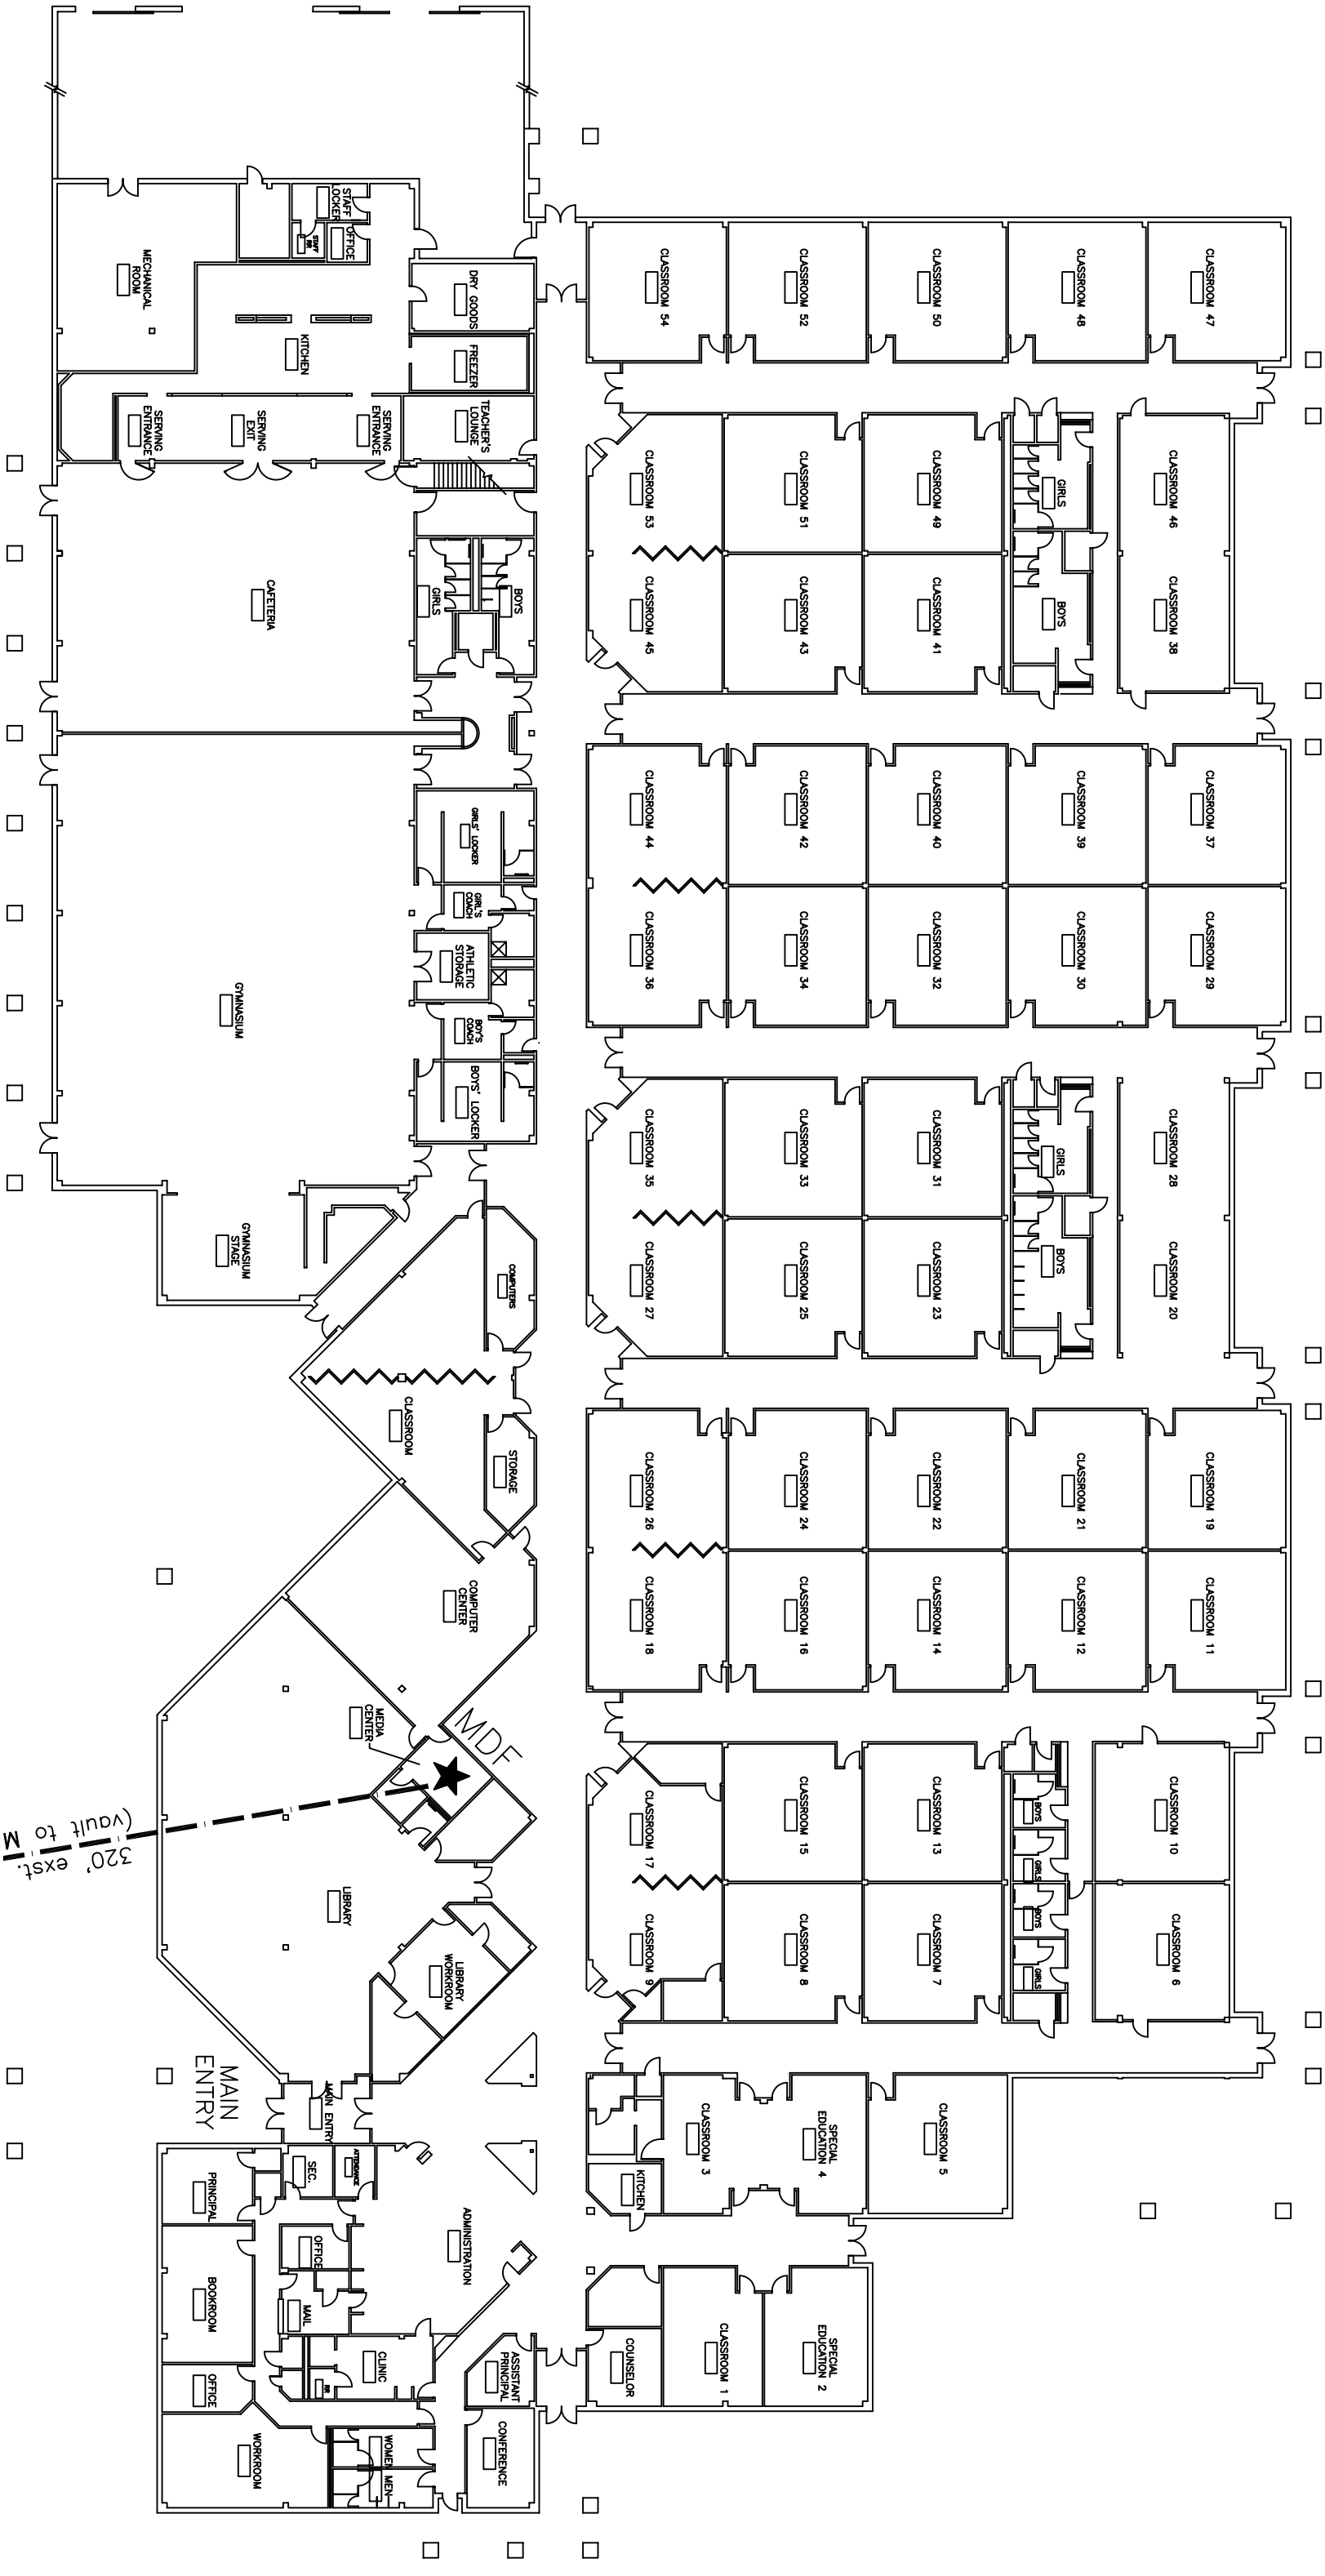 CLASSROOM 54
CLASSROOM 52
CLASSROOM 50
CLASSROOM 48
CLASSROOM 47
STAFF
LOCKER
OFFICE
STAFF
RR
MECHANICAL
ROOM
DRY GOODS
KITCHEN
FREEZER
TEACHER'S
LOUNGE
SERVING
ENTRANCE
SERVING
EXIT
SERVING
ENTRANCE
CLASSROOM 53
CLASSROOM 51
CLASSROOM 49
GIRLS
CLASSROOM 46
CAFETERIA
GIRLS
BOYS
CLASSROOM 45
CLASSROOM 43
CLASSROOM 41
BOYS
CLASSROOM 38
CLASSROOM 44
CLASSROOM 42
CLASSROOM 40
CLASSROOM 39
CLASSROOM 37
GIRLS' LOCKER
GIRL'S
COACH
ATHLETIC
STORAGE
BOY'S
COACH
BOYS' LOCKER
GYMNASIUM
CLASSROOM 36
CLASSROOM 34
CLASSROOM 32
CLASSROOM 30
CLASSROOM 29
CLASSROOM 35
CLASSROOM 33
CLASSROOM 31
GIRLS
CLASSROOM 28
GYMNASIUM
STAGE
COMPUTERS
CLASSROOM 27
CLASSROOM 25
CLASSROOM 23
BOYS
CLASSROOM 20
CLASSROOM
STORAGE
CLASSROOM 26
CLASSROOM 24
CLASSROOM 22
CLASSROOM 21
CLASSROOM 19
COMPUTER
CENTER
CLASSROOM 18
CLASSROOM 16
CLASSROOM 14
CLASSROOM 12
CLASSROOM 11
MEDIA
CENTER
MDF
320' exst.
(vault to M
CLASSROOM 17
CLASSROOM 15
CLASSROOM 13
BOYS
GIRLS
CLASSROOM 10
LIBRARY
LIBRARY
WORKROOM
CLASSROOM 9
CLASSROOM 8
CLASSROOM 7
BOYS
GIRLS
CLASSROOM 6
MAIN
ENTRY
MAIN ENTRY
CLASSROOM 3
SPECIAL
EDUCATION 4
CLASSROOM 5
KITCHEN
PRINCIPAL
SEC.
ATTENDANCE
ADMINISTRATION
OFFICE
BOOKROOM
MAIL
CLINIC
RR
OFFICE
ASSISTANT
PRINCIPAL
COUNSELOR
CLASSROOM 1
SPECIAL
EDUCATION 2
WORKROOM
WOMEN
MEN
CONFERENCE